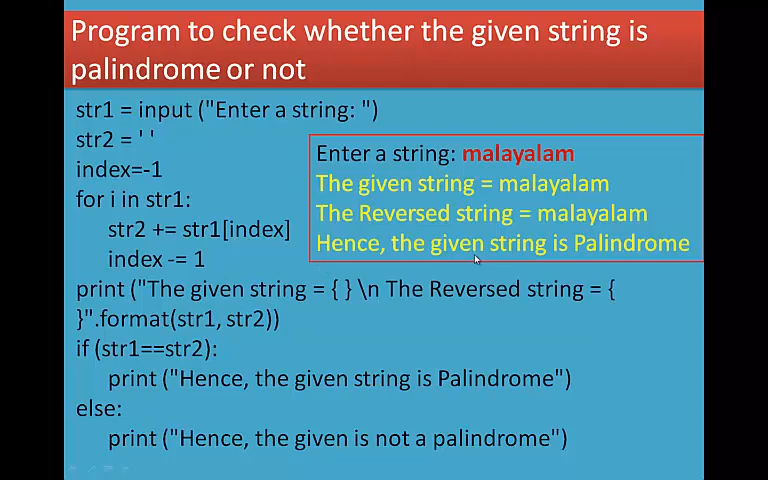 Program to check whether the given string is
palindrome or not
str1 = input ("Enter a string: ")
str2 = ' '
index=-1
for i in str1:
str2 += str1[index]
index -= 1
print ("The given string = { } \n The Reversed string = {
}".format(str1, str2))
if (str1==str2):
print ("Hence, the given string is Palindrome")
else:
print ("Hence, the given is not a palindrome")
Enter a string: malayalam
The given string = malayalam
The Reversed string = malayalam
Hence, the given string is Palindrome